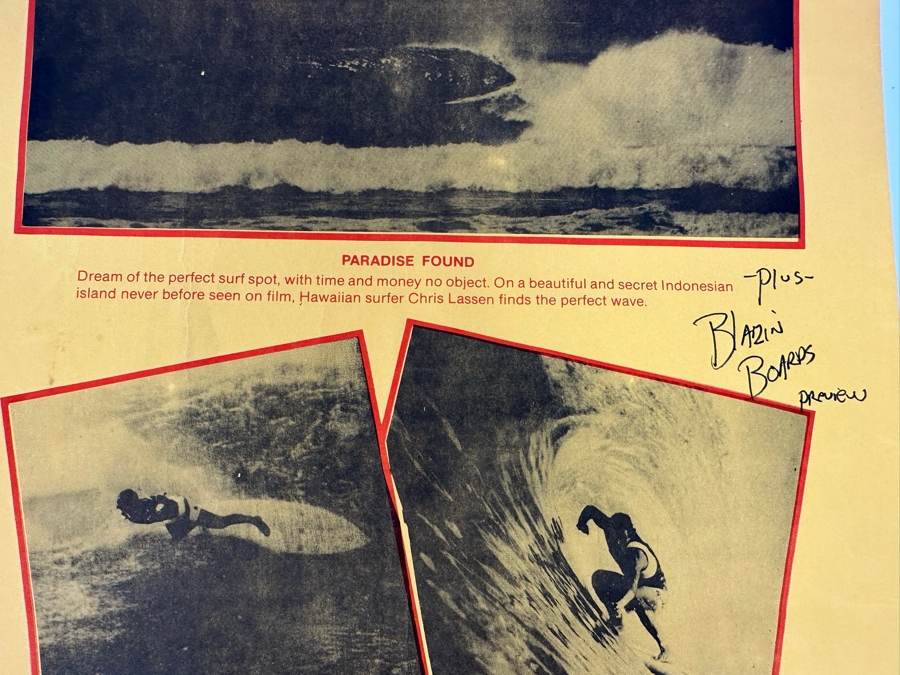 PARADISE FOUND
Dream of the perfect surf spot, with time and money no object. On a beautiful and secret Indonesian
island never before seen on film, Hawaiian surfer Chris Lassen finds the perfect wave.
-Plus-
BLAZIN
BOARDS
PREVIEW